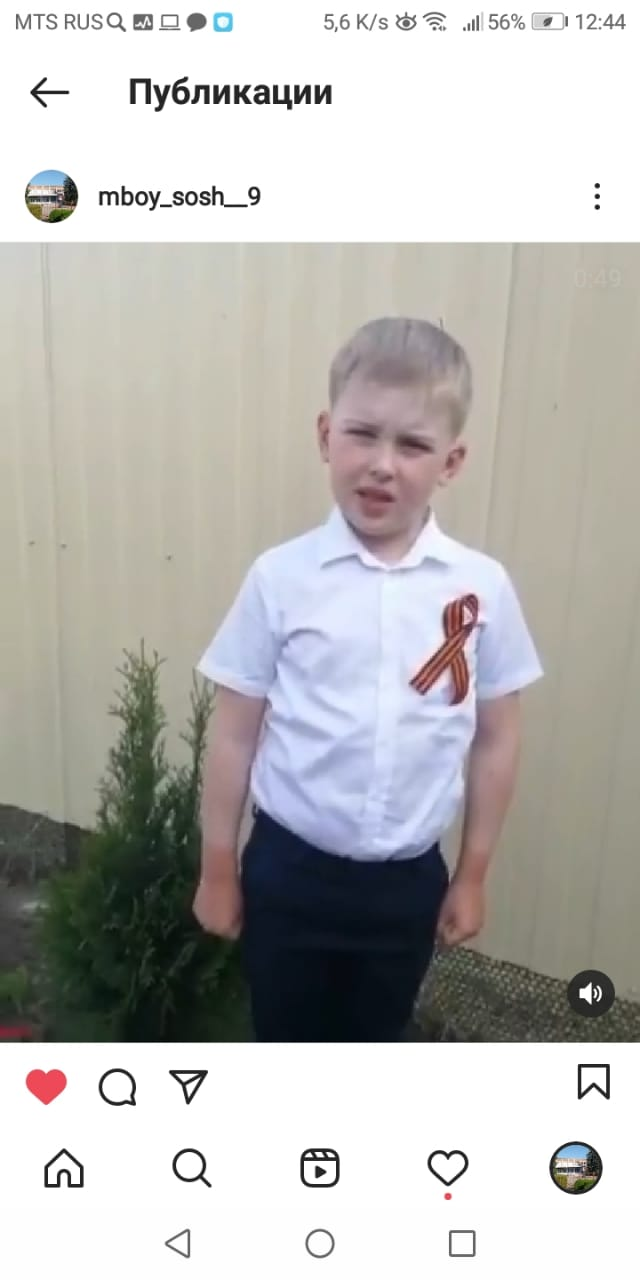 MTS RUS 5,6 K/s 56% 12:44
Публикации
mboy_sosh__9
0:49